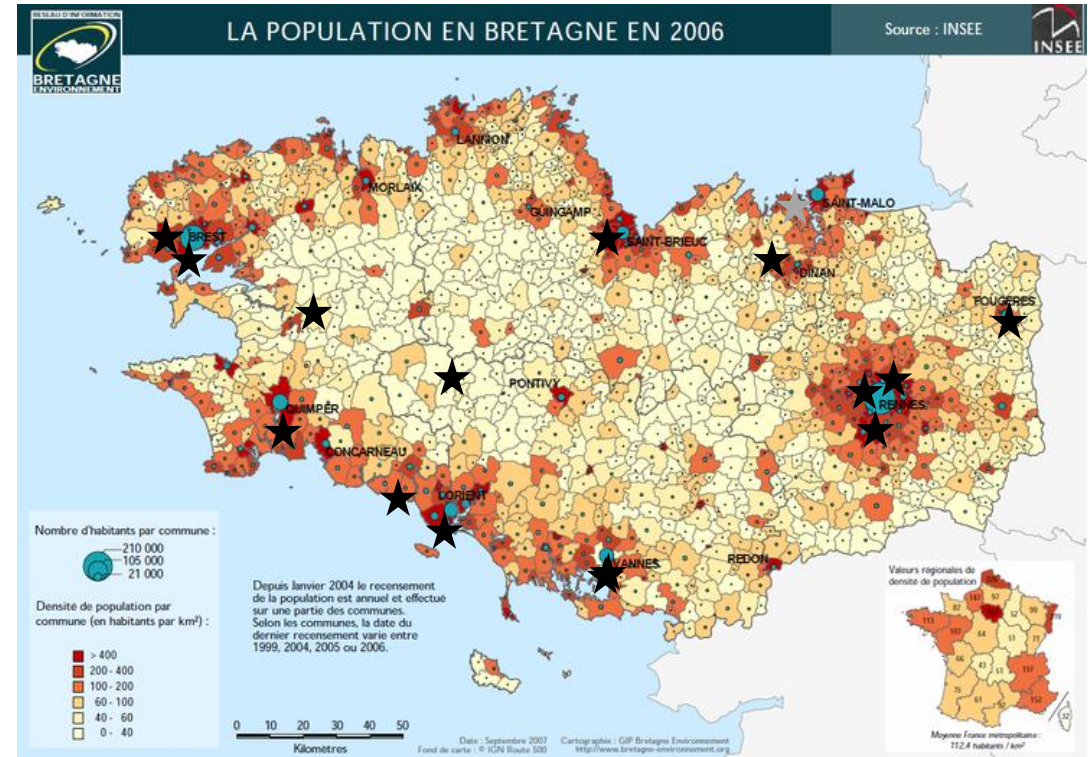 RESEAU D'INFORMATION
BRETAGNE
ENVIRONNEMENT
LA POPULATION EN BRETAGNE EN 2006
Source : INSEE
INSEE
LANNION
MORLAIX
GUINGAMP
SAINT-MALO
BREST
SAINT-BRIEUC
DINAN
FOUGERES
PONTIVY
RENNES
QUIMPER
CONCARNEAU
LORIENT
VANNES
REDON
Nombre d'habitants par commune :
210 000
105 000
21 000
Densité de population par
commune (en habitants par km²) :
> 400
200 - 400
100 - 200
60 - 100
40 - 60
0 - 40
Depuis Janvier 2004 le recensement
de la population est annuel et effectué
sur une partie des communes.
Selon les communes, la date du
dernier recensement varie entre
1999, 2004, 2005 ou 2006.
0 10 20 30 40 50
Kilomètres
Date : Septembre 2007 Cartographie : GIP Bretagne Environnement
Fond de carte : © IGN Route 500 http://www.bretagne-environnement.org
Valeurs régionales de
densité de population
Moyenne France métropolitaine :
112,4 habitants / km²